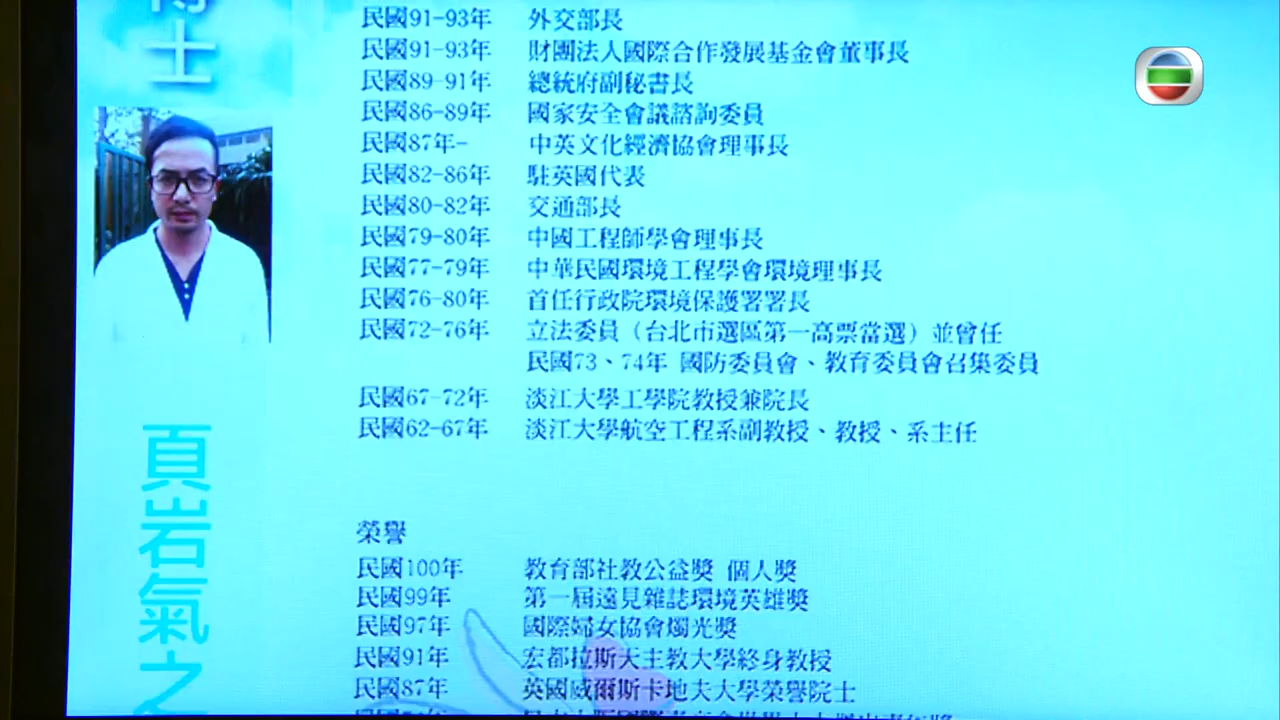 士
民國91-93年 外交部長
民國91-93年 財團法人國際合作發展基金會董事長
民國89-91年 總統府副秘書長
民國86-89年 國家安全會議諮詢委員
民國87年- 中英文化經濟協會理事長
民國82-86年 駐英國代表
民國80-82年 交通部長
民國79-80年 中國工程師學會理事長
民國77-79年 中華民國環境工程學會環境理事長
民國76-80年 首任行政院環境保護署署長
民國72-76年 立法委員（台北市選區第一高票當選）並曾任
民國73、74年 國防委員會、教育委員會召集委員
民國67-72年 淡江大學工學院教授兼院長
民國62-67年 淡江大學航空工程系副教授、教授、系主任
頁岩氣之
榮譽
民國100年 教育部社教公益獎 個人獎
民國99年 第一屆遠見雜誌環境英雄獎
民國97年 國際婦女協會燭光獎
民國91年 宏都拉斯天主教大學終身教授
民國87年 英國威爾斯卡地夫大學榮譽院士